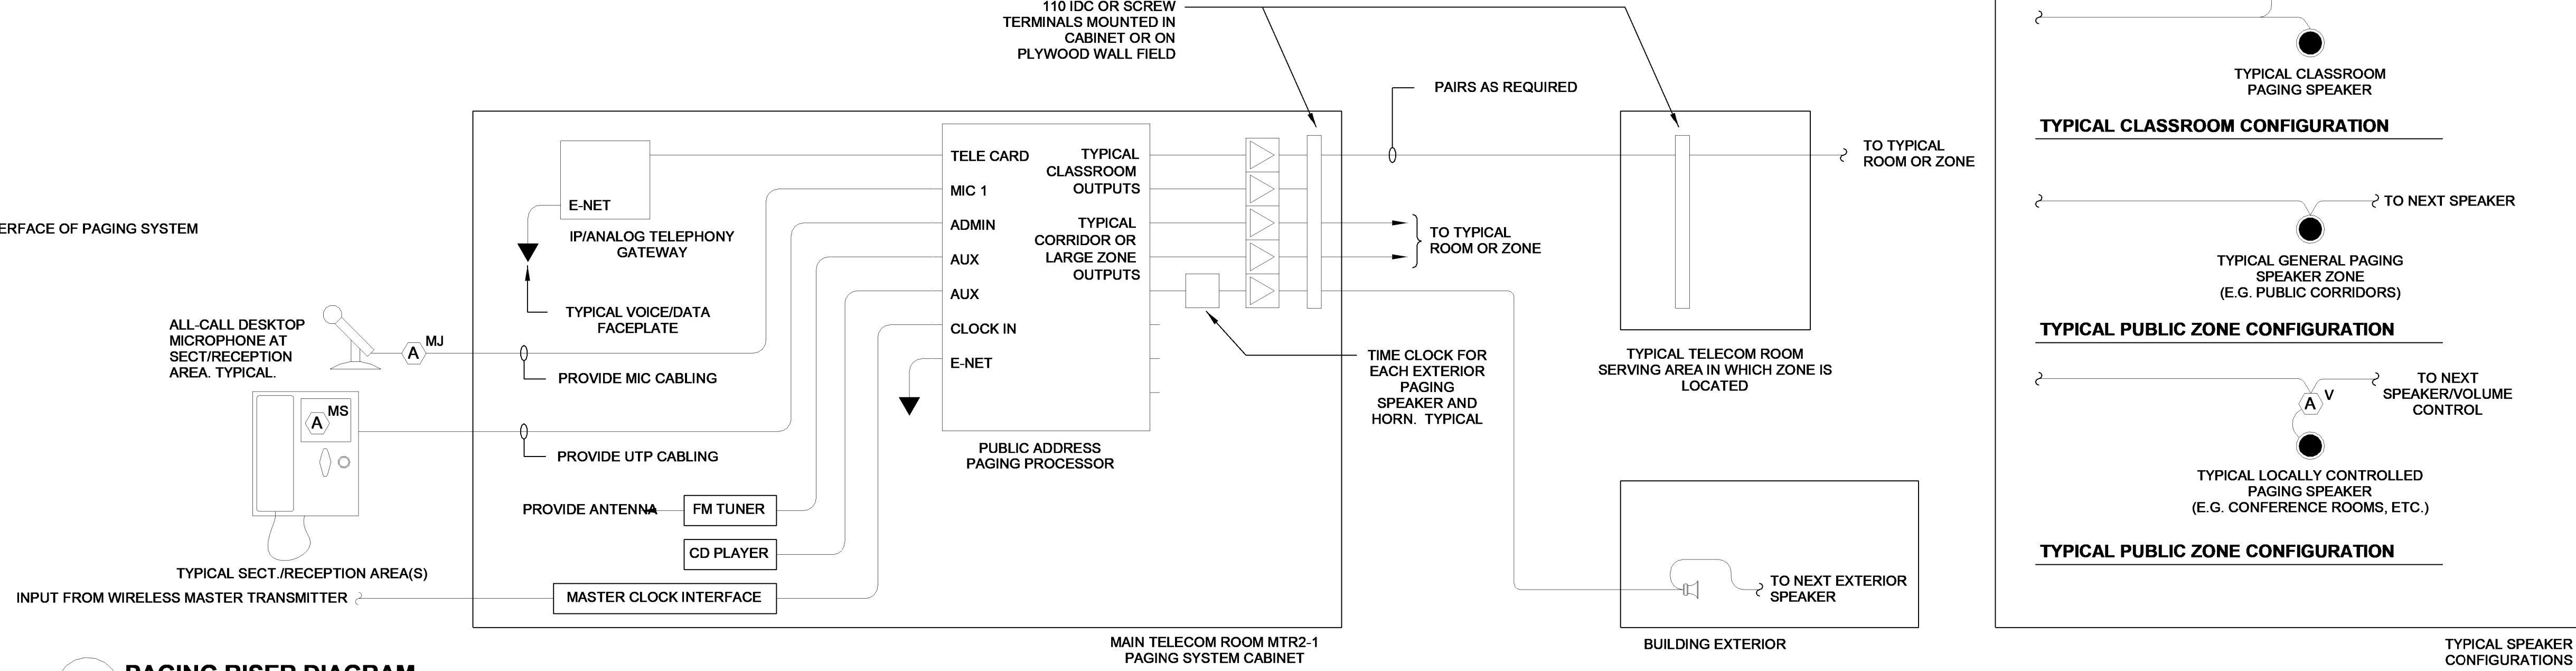 110 IDC OR SCREW
TERMINALS MOUNTED IN
CABINET OR ON
PLYWOOD WALL FIELD
PAIRS AS REQUIRED
TO TYPICAL
ROOM OR ZONE
E-NET
IP/ANALOG TELEPHONY
GATEWAY
TYPICAL VOICE/DATA
FACEPLATE
TELE CARD
MIC 1
ADMIN
AUX
AUX
CLOCK IN
E-NET
TYPICAL
CLASSROOM
OUTPUTS
TYPICAL
CORRIDOR OR
LARGE ZONE
OUTPUTS
PUBLIC ADDRESS
PAGING PROCESSOR
TO TYPICAL
ROOM OR ZONE
TIME CLOCK FOR
EACH EXTERIOR
PAGING
SPEAKER AND
HORN. TYPICAL
TYPICAL TELECOM ROOM
SERVING AREA IN WHICH ZONE IS
LOCATED
OF PAGING SYSTEM
ALL-CALL DESKTOP
MICROPHONE AT
SECT/RECEPTION
AREA. TYPICAL.
A
MJ
PROVIDE MIC CABLING
A
MS
PROVIDE UTP CABLING
PROVIDE ANTENNA
FM TUNER
CD PLAYER
TYPICAL SECT./RECEPTION AREA(S)
INPUT FROM WIRELESS MASTER TRANSMITTER
MASTER CLOCK INTERFACE
MAIN TELECOM ROOM MTR2-1
PAGING SYSTEM CABINET
TO NEXT EXTERIOR
SPEAKER
BUILDING EXTERIOR
TYPICAL CLASSROOM
PAGING SPEAKER
TYPICAL CLASSROOM CONFIGURATION
TO NEXT SPEAKER
TYPICAL GENERAL PAGING
SPEAKER ZONE
(E.G. PUBLIC CORRIDORS)
TYPICAL PUBLIC ZONE CONFIGURATION
TO NEXT
SPEAKER/VOLUME
CONTROL
A
V
TYPICAL LOCALLY CONTROLLED
PAGING SPEAKER
(E.G. CONFERENCE ROOMS, ETC.)
TYPICAL PUBLIC ZONE CONFIGURATION
TYPICAL SPEAKER
CONFIGURATIONS
PAGING RISER DIAGRAM